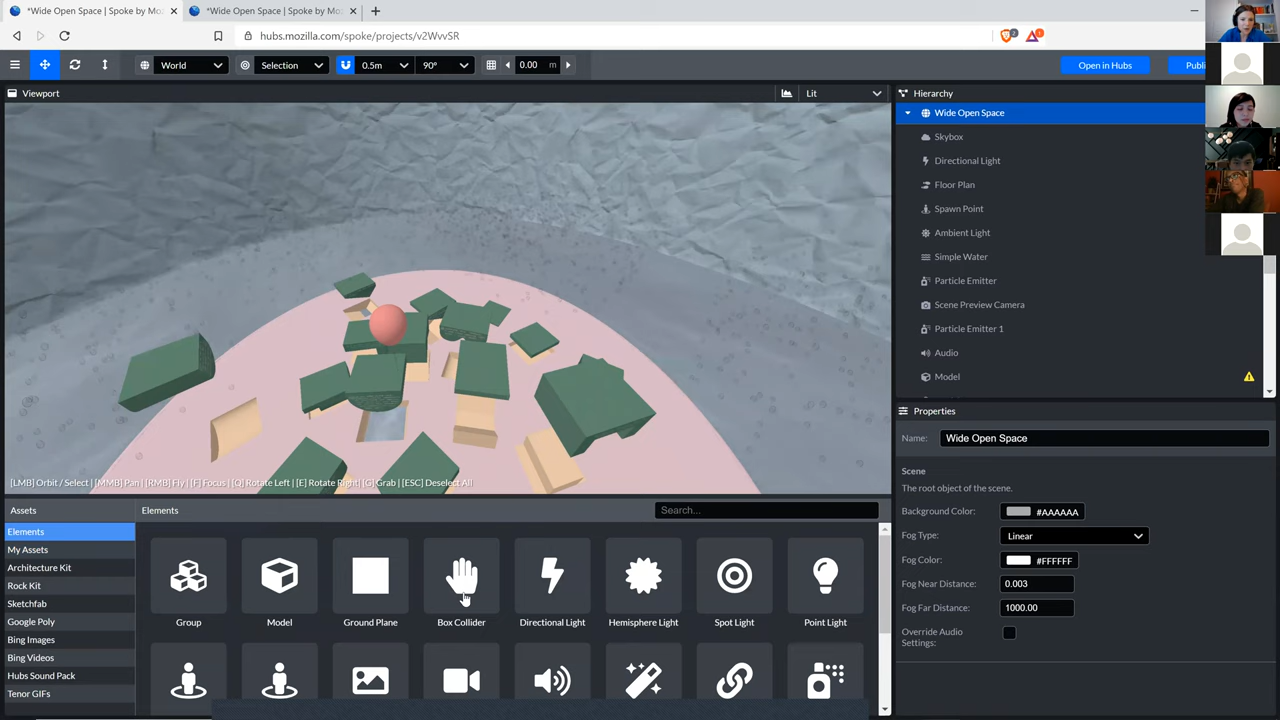 *Wide Open Space | Spoke by Moz
*Wide Open Space | Spoke by Mo
hubs.mozilla.com/spoke/projects/v2WvvSR
World
Selection
0.5m
90°
0.00 m
Open in Hubs
Viewport
Lit
[LMB] Orbit / Select | [MMB] Pan | [RMB] Fly | [F] Focus | [Q] Rotate Left | [E] Rotate Right| [G] Grab | [ESC] Deselect All
Hierarchy
Wide Open Space
Skybox
Directional Light
Floor Plan
Spawn Point
Ambient Light
Simple Water
Particle Emitter
Scene Preview Camera
Particle Emitter 1
Audio
Model
Properties
Name: Wide Open Space
Scene
The root object of the scene.
Background Color: #AAAAAA
Fog Type: Linear
Fog Color: #FFFFFF
Fog Near Distance: 0.003
Fog Far Distance: 1000.00
Override Audio
Settings:
Assets
Elements
My Assets
Architecture Kit
Rock Kit
Sketchfab
Google Poly
Bing Images
Bing Videos
Hubs Sound Pack
Tenor GIFs
Elements
Search...
Group
Model
Ground Plane
Box Collider
Directional Light
Hemisphere Light
Spot Light
Point Light